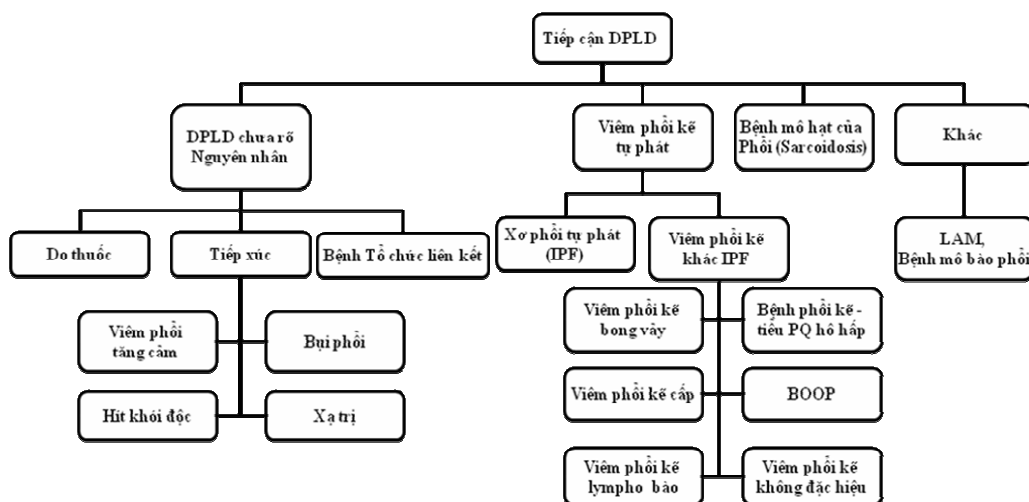 Tiếp cận DPLD
DPLD chưa rõ
Nguyên nhân
Viêm phổi kẽ
tự phát
Bệnh mô hạt của
Phổi (Sarcoidosis)
Khác
Do thuốc
Tiếp xúc
Bệnh Tổ chức liên kết
Xơ phổi tự phát
(IPF)
Viêm phổi kẽ
khác IPF
LAM,
Bệnh mô bào phổi
Viêm phổi
tăng cảm
Bụi phổi
Hít khói độc
Xạ trị
Viêm phổi kẽ
bong vảy
Bệnh phổi kẽ -
tiểu PQ hô hấp
Viêm phổi kẽ cấp
BOOP
Viêm phổi kẽ
lympho bào
Viêm phổi kẽ
không đặc hiệu